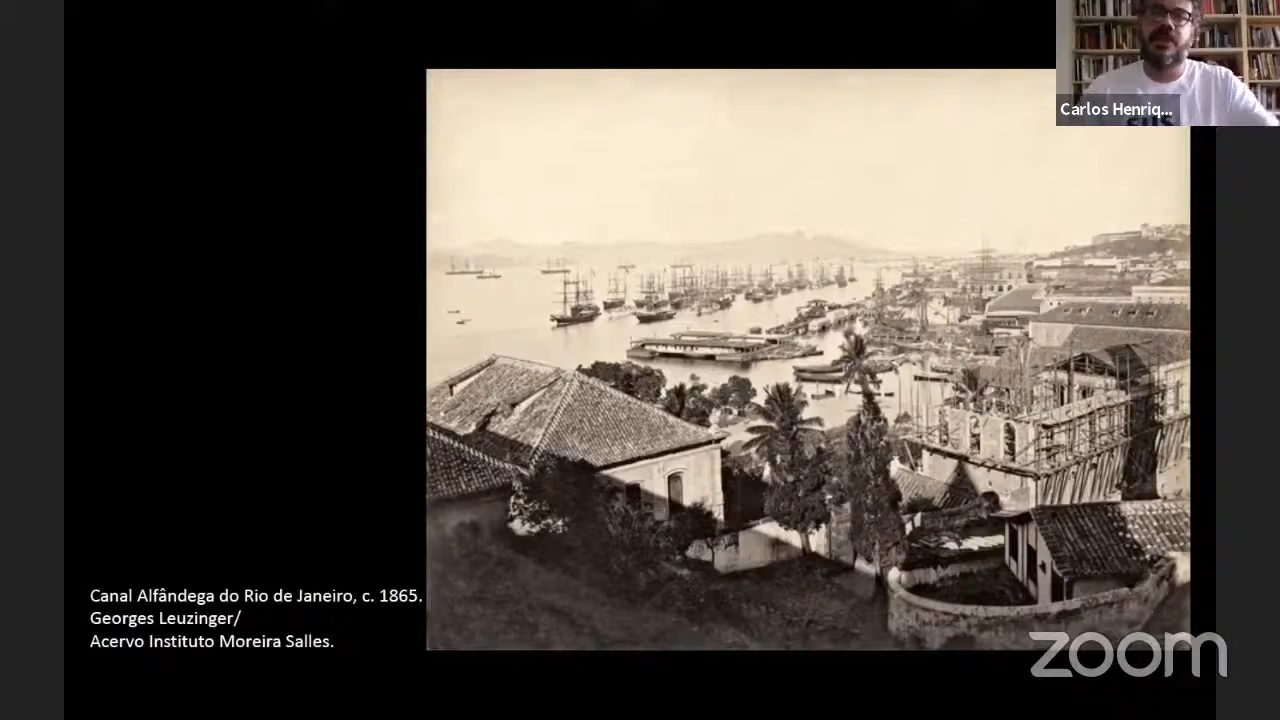 Carlos Henriq...
Canal Alfândega do Rio de Janeiro, c. 1865.
Georges Leuzinger/
Acervo Instituto Moreira Salles.
zoom